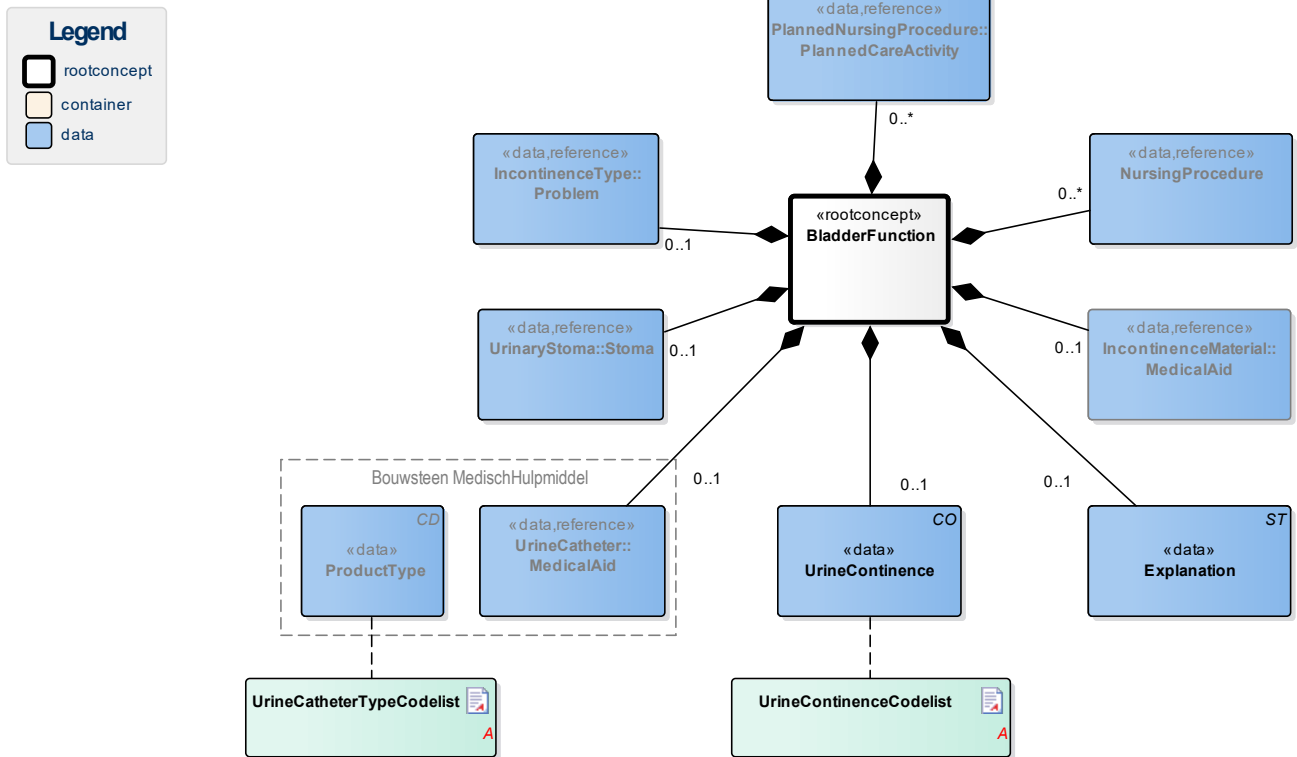 Legend
rootconcept
container
data
«data,reference»
PlannedNursingProcedure::
PlannedCareActivity
0..*
«data,reference»
IncontinenceType::
Problem
0..1
«data,reference»
NursingProcedure
0..*
«rootconcept»
BladderFunction
«data,reference»
UrinaryStoma::Stoma
0..1
«data,reference»
IncontinenceMaterial::
MedicalAid
0..1
Bouwsteen MedischHulpmiddel
0..1
0..1
0..1
CD
«data»
ProductType
«data,reference»
UrineCatheter::
MedicalAid
CO
«data»
UrineContinence
ST
«data»
Explanation
UrineCatheterTypeCodelist
A
UrineContinenceCodelist
A